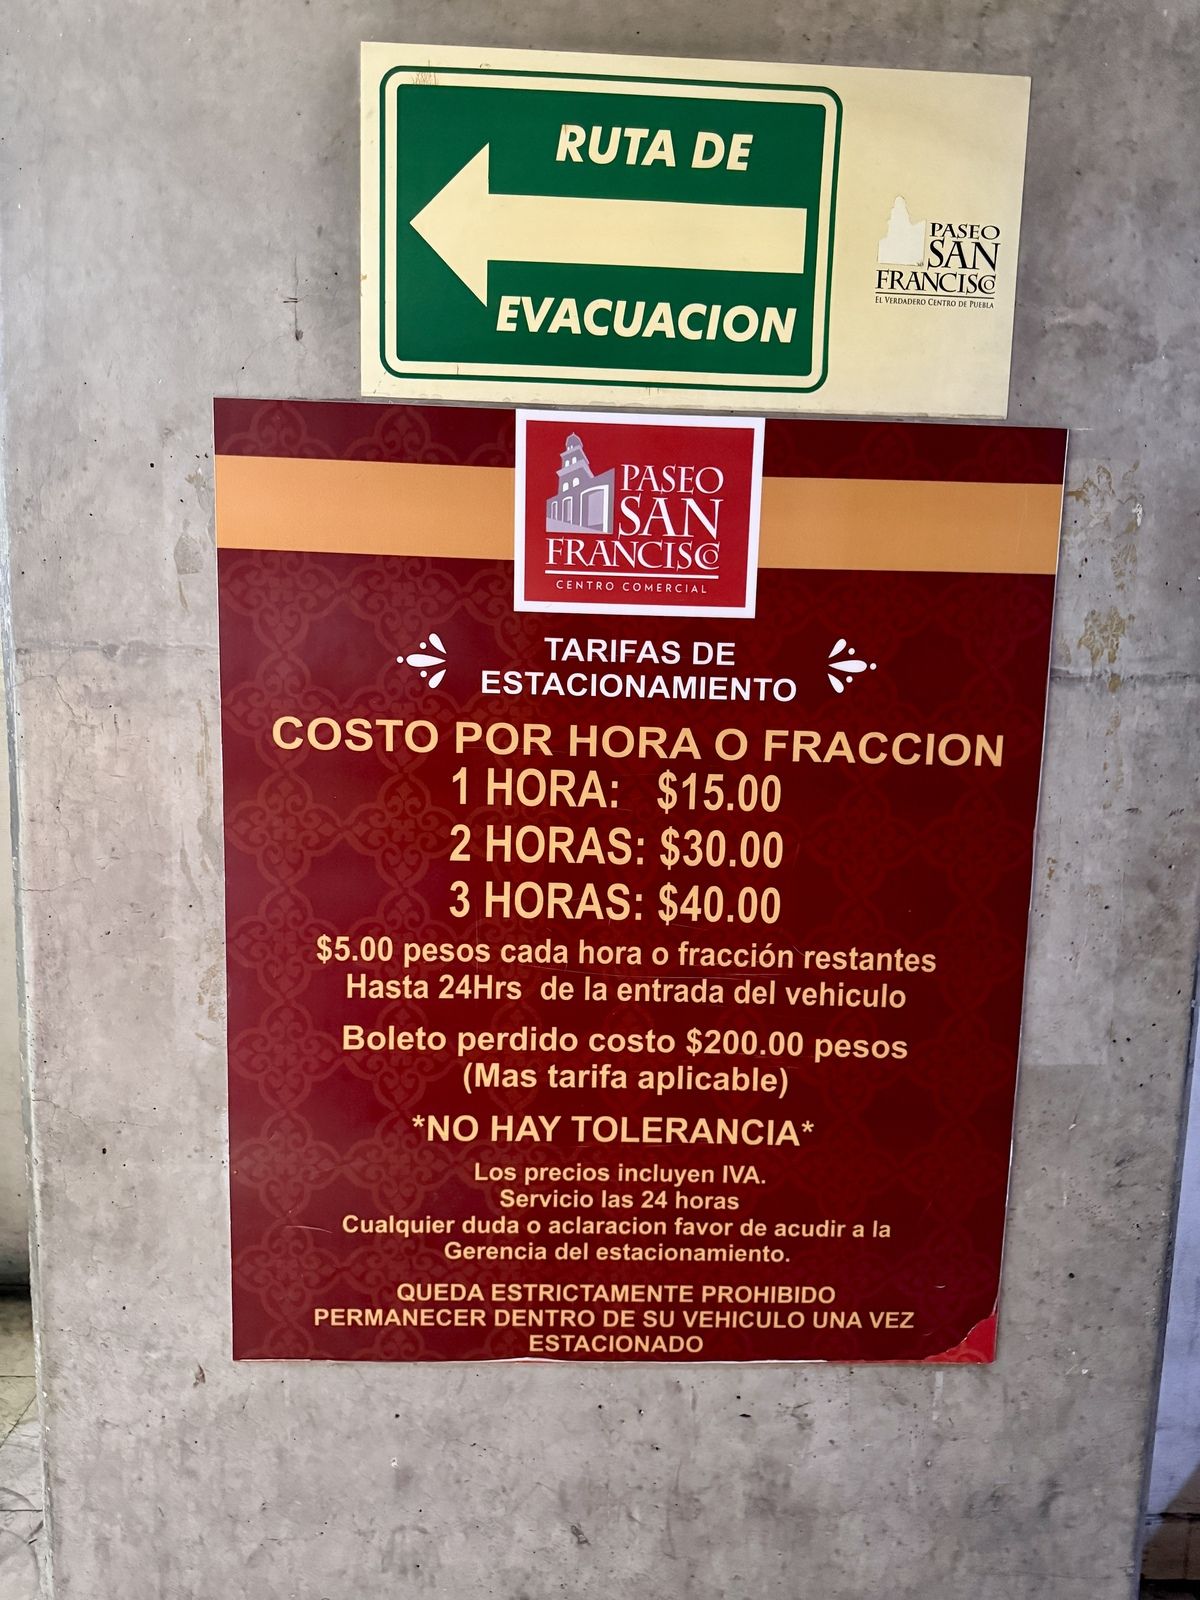 RUTA DE
EVACUACION
PASEO
SAN
FRANCISCO
EL VERDADERO CENTRO DE PUEBLA
PASEO
SAN
FRANCISCO
CENTRO COMERCIAL
TARIFAS DE
ESTACIONAMIENTO
COSTO POR HORA O FRACCION
1 HORA: $15.00
2 HORAS: $30.00
3 HORAS: $40.00
$5.00 pesos cada hora o fracción restantes
Hasta 24Hrs de la entrada del vehiculo
Boleto perdido costo $200.00 pesos
(Mas tarifa aplicable)
*NO HAY TOLERANCIA*
Los precios incluyen IVA.
Servicio las 24 horas
Cualquier duda o aclaracion favor de acudir a la
Gerencia del estacionamiento.
QUEDA ESTRICTAMENTE PROHIBIDO
PERMANECER DENTRO DE SU VEHICULO UNA VEZ
ESTACIONADO